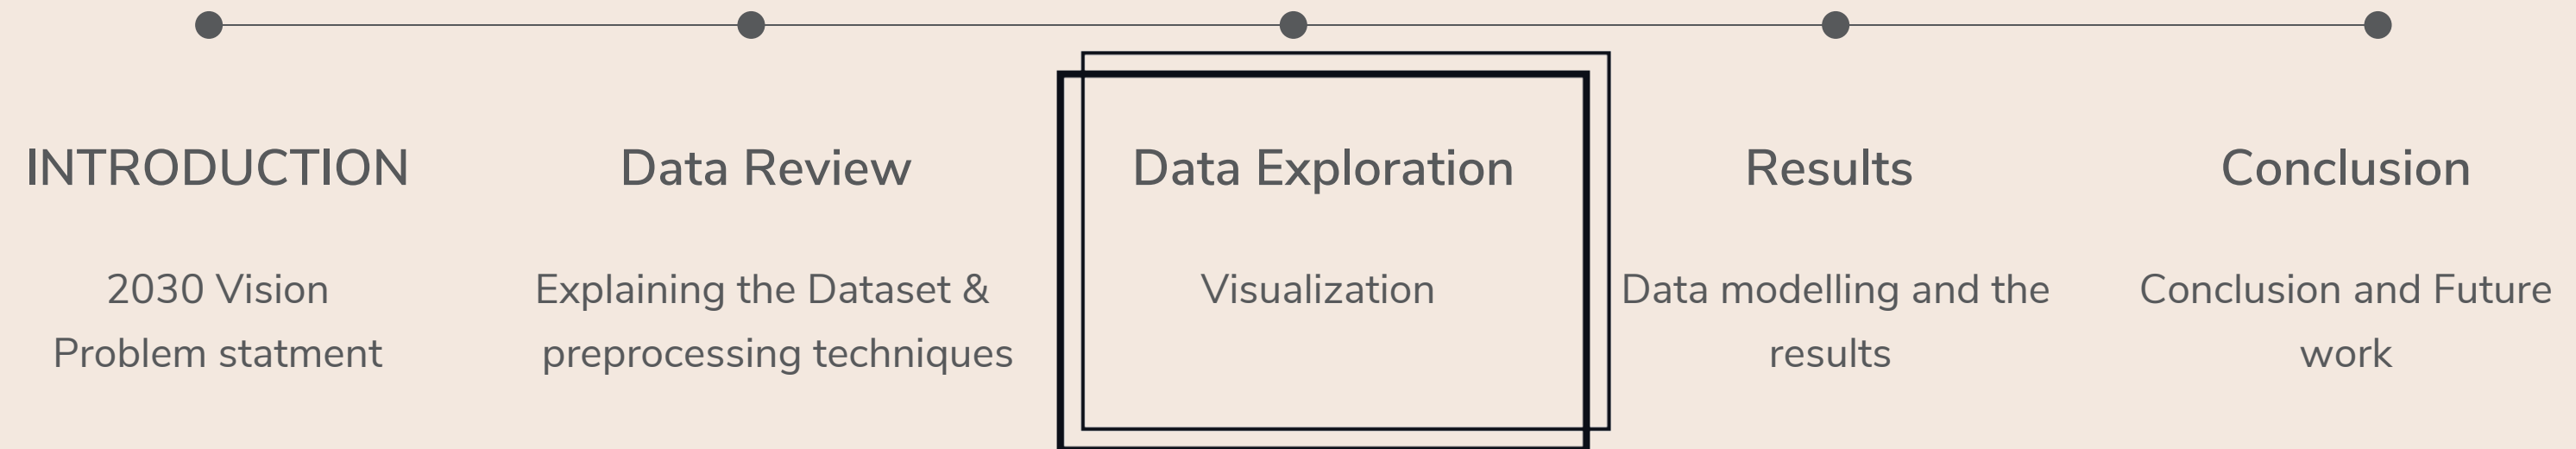 INTRODUCTION
2030 Vision
Problem statment
Data Review
Explaining the Dataset &
preprocessing techniques
Data Exploration
Visualization
Results
Data modelling and the
results
Conclusion
Conclusion and Future
work